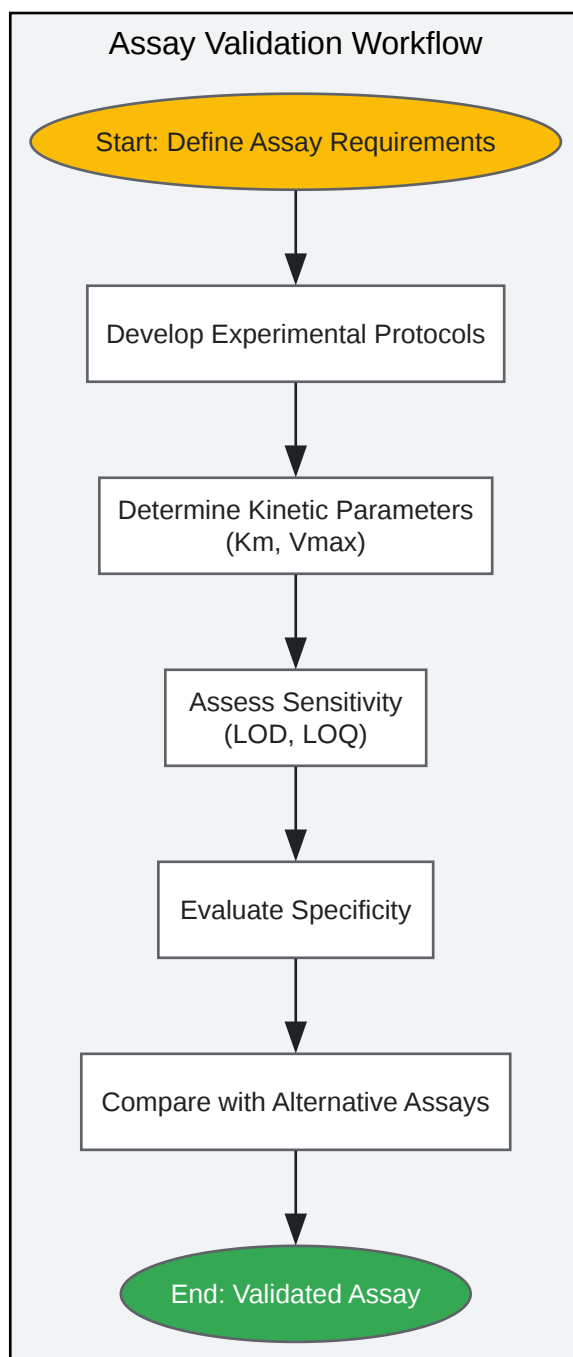 Assay Validation Workflow
Start: Define Assay Requirements
Develop Experimental Protocols
Determine Kinetic Parameters
(Km, Vmax)
Assess Sensitivity
(LOD, LOQ)
Evaluate Specificity
Compare with Alternative Assays
End: Validated Assay